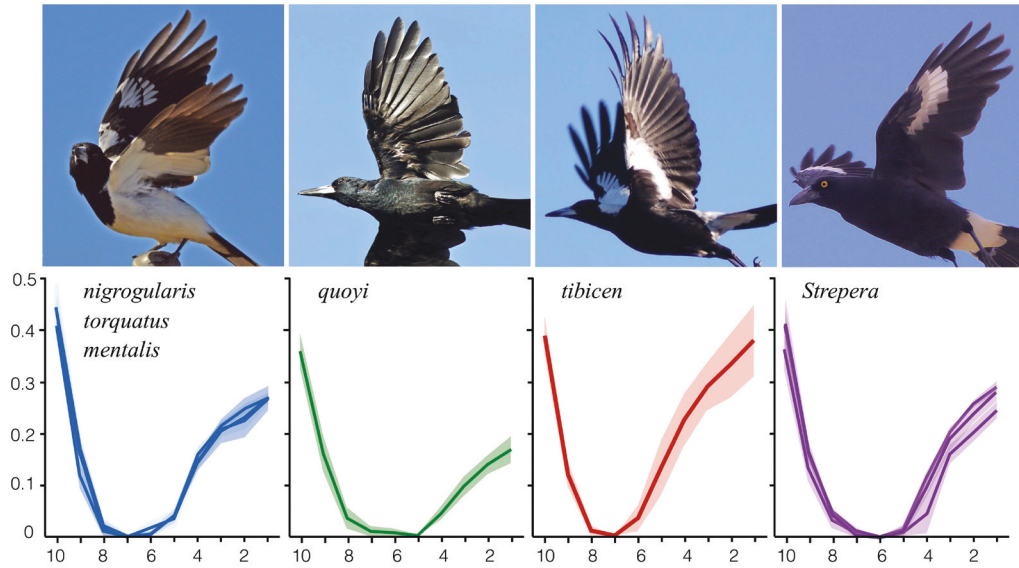 0.5
0.4
0.3
0.2
0.1
0
nigrogularis
torquatus
mentalis
quoyi
tibicen
Strepera
10 8 6 4 2
10 8 6 4 2
10 8 6 4 2
10 8 6 4 2